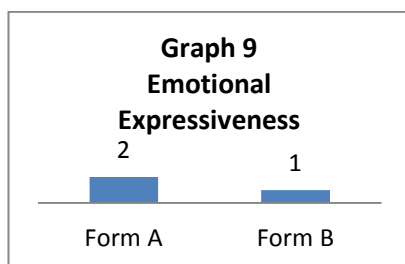 Graph 9
Emotional
Expressiveness
2
1
Form A
Form B